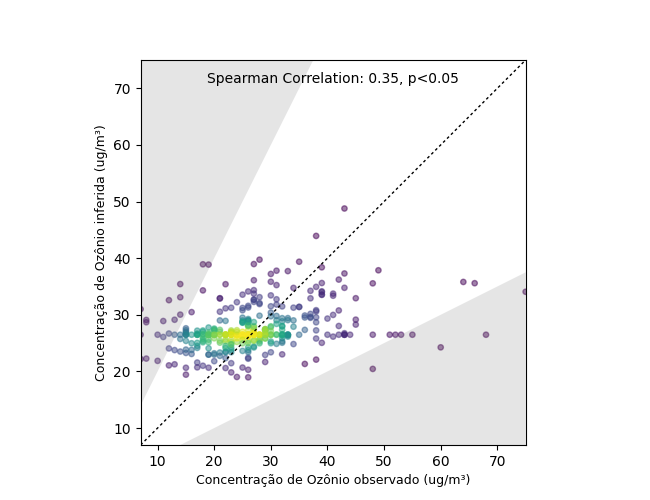 Spearman Correlation: 0.35, p<0.05
Concentração de Ozônio inferida (ug/m³)
70
60
50
40
30
20
10
10 20 30 40 50 60 70
Concentração de Ozônio observado (ug/m³)